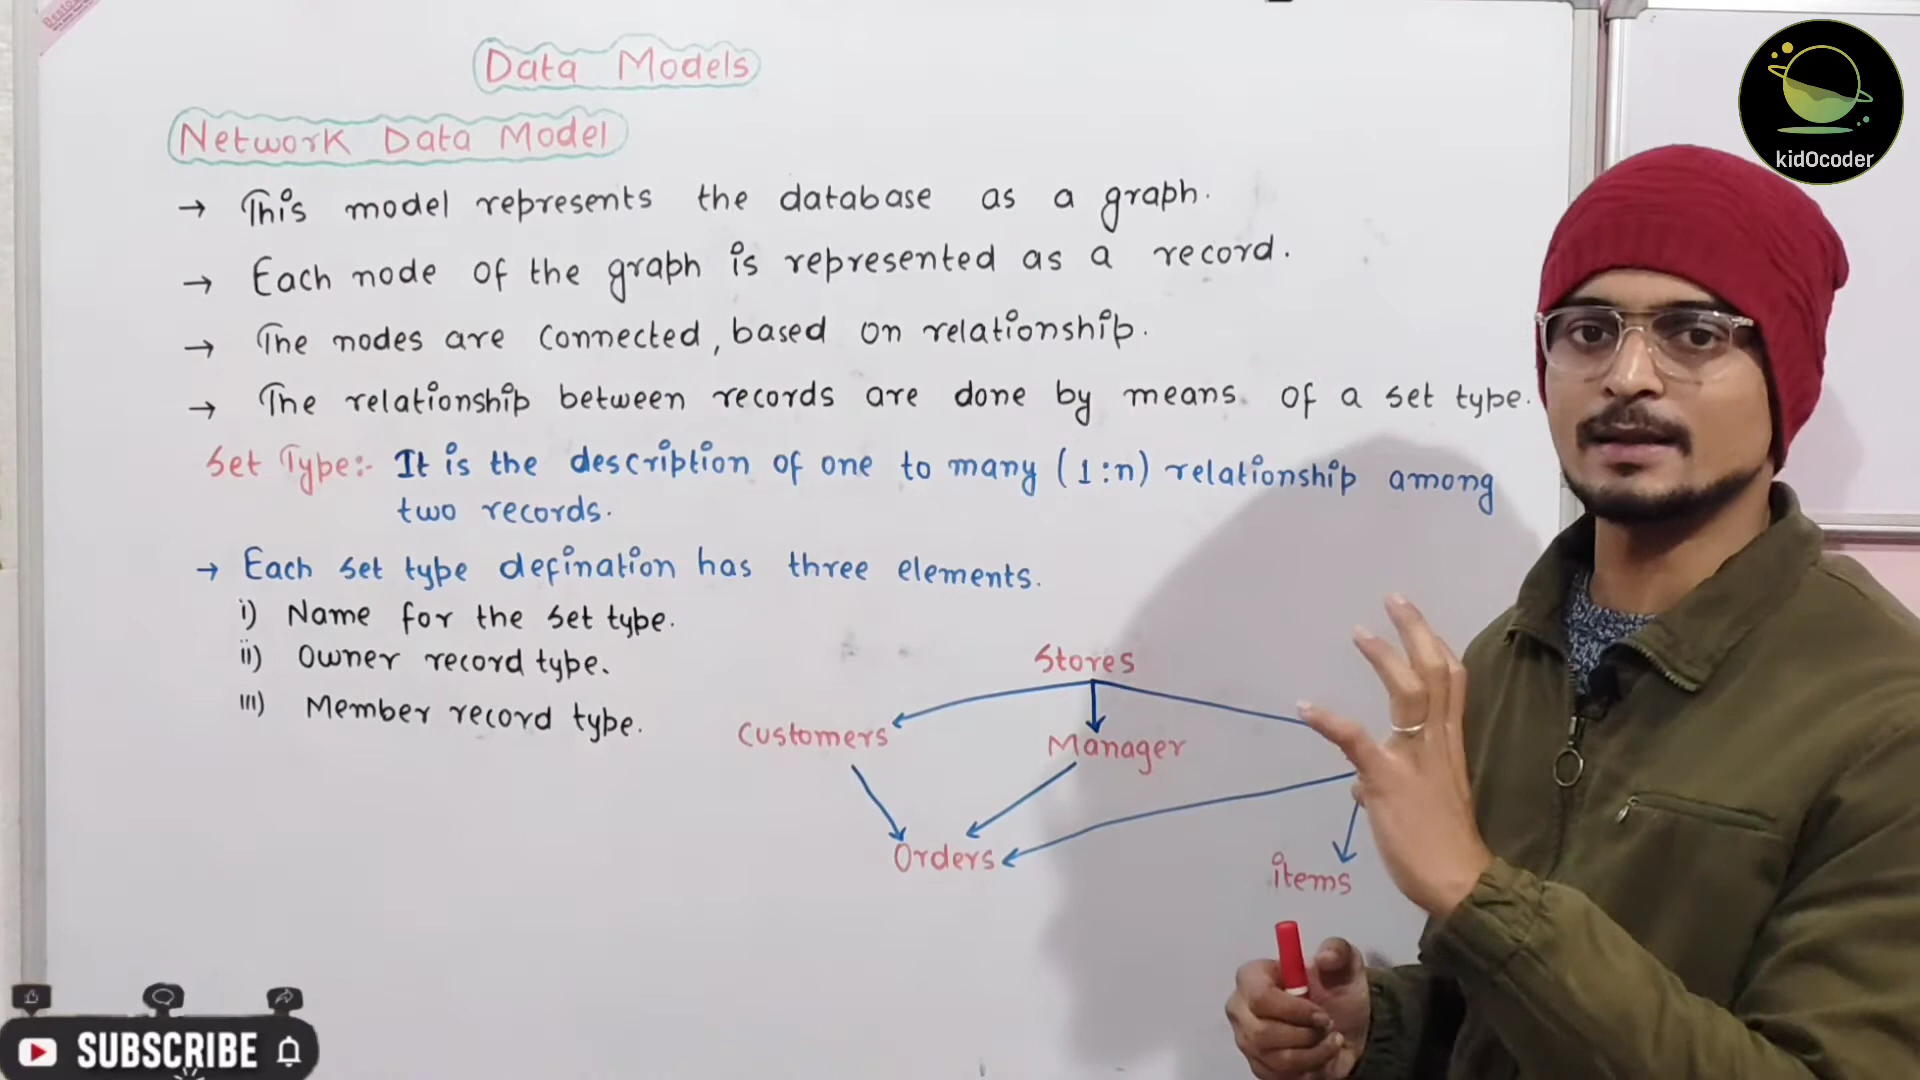 Data Models
kidOcoder
Network Data Model
→ This model represents the database as a graph.
→ Each node of the graph is represented as a record.
→ The nodes are connected, based on relationship.
→ The relationship between records are done by means of a set type.
Set Type:- It is the description of one to many (1:n) relationship among
two records.
→ Each set type defination has three elements.
i) Name for the set type.
ii) Owner record type.
iii) Member record type.
Stores
Customers
Manager
Orders
items
SUBSCRIBE